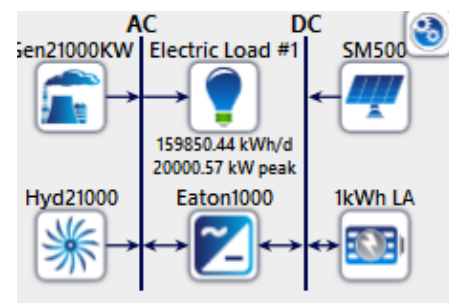 AC DC
Gen21000KW Electric Load #1 SM500
159850.44 kWh/d
20000.57 kW peak
Hyd21000 Eaton1000 1kWh LA